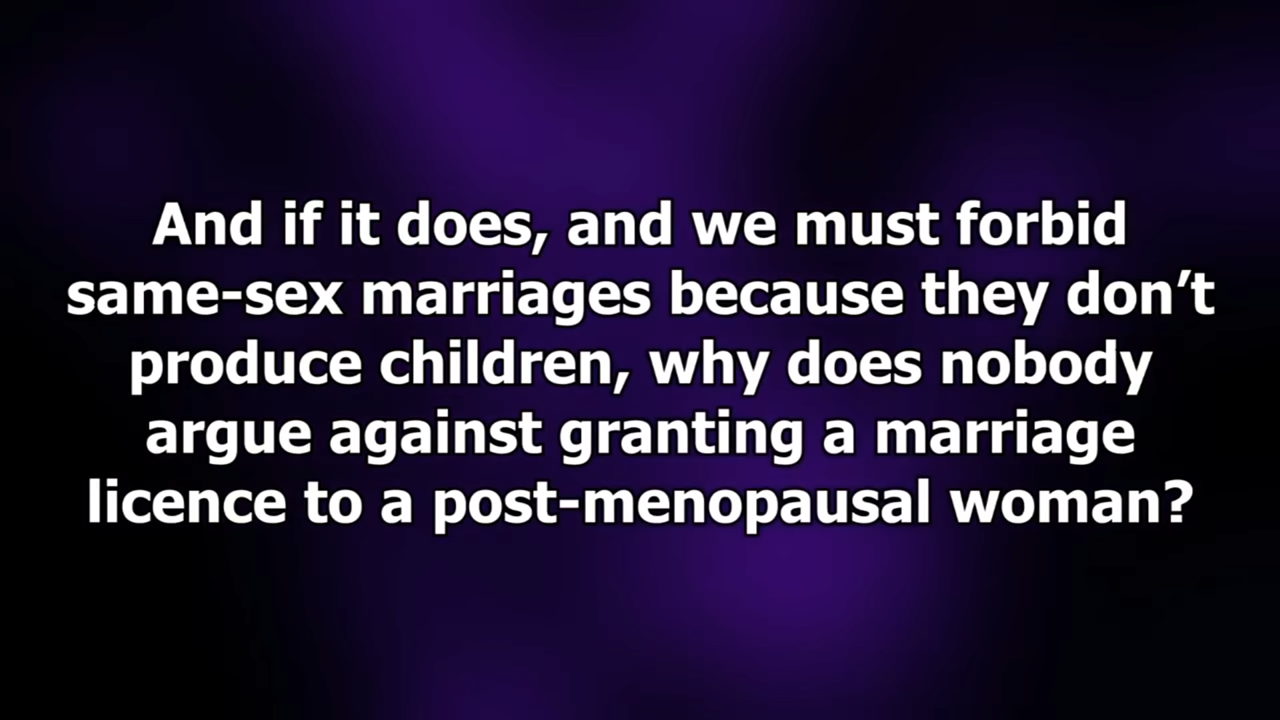 And if it does, and we must forbid
same-sex marriages because they don’t
produce children, why does nobody
argue against granting a marriage
licence to a post-menopausal woman?